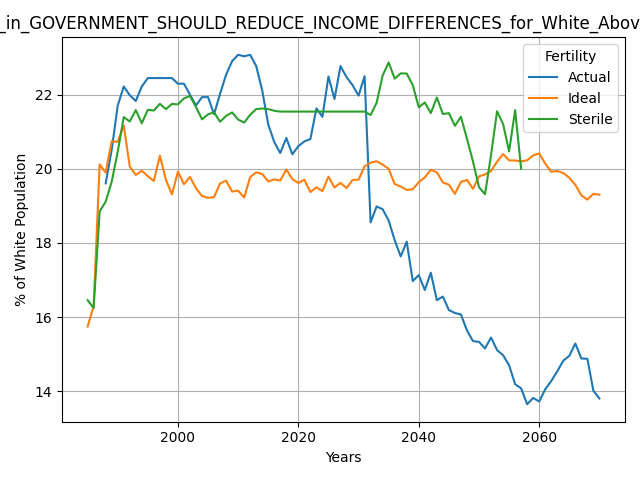 _in_GOVERNMENT_SHOULD_REDUCE_INCOME_DIFFERENCES_for_White_Abov
Fertility
Actual
Ideal
Sterile
% of White Population
22
20
18
16
14
2000
2020
2040
2060
Years